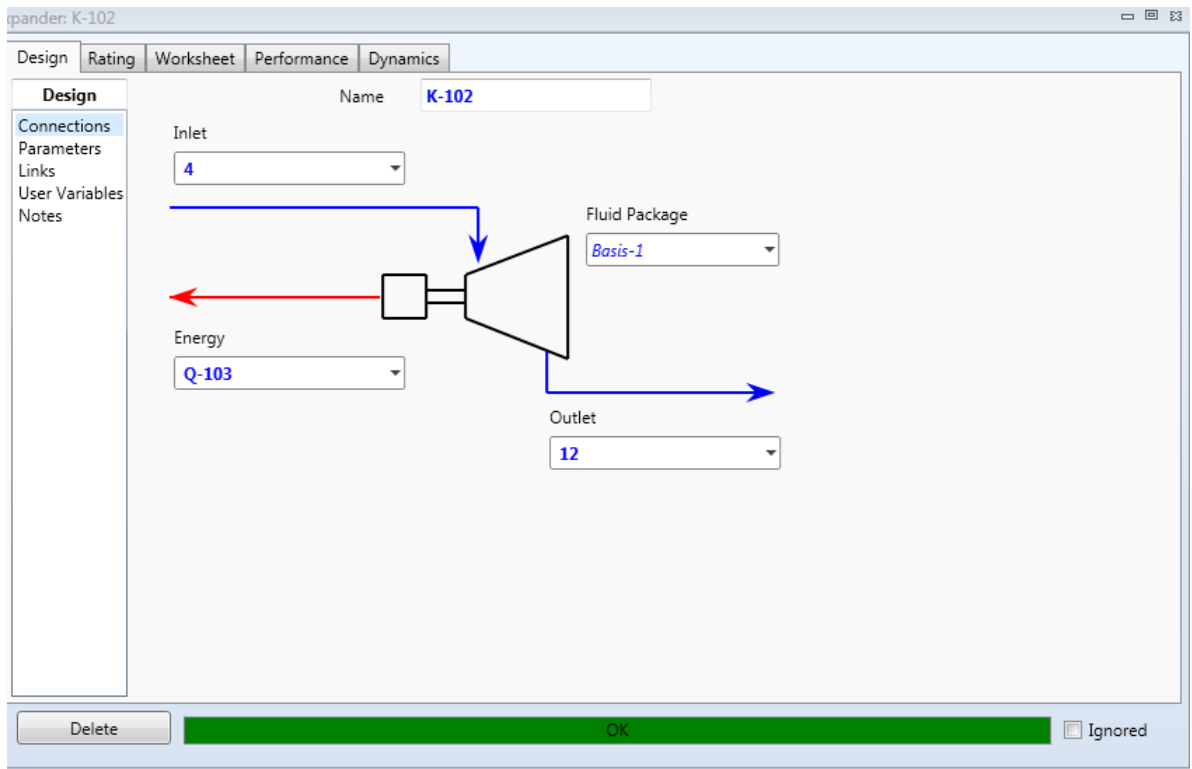 xpander: K-102
Design Rating Worksheet Performance Dynamics
Design
Connections
Parameters
Links
User Variables
Notes
Name K-102
Inlet
4
Fluid Package
Basis-1
Energy
Q-103
Outlet
12
Delete
OK
Ignored